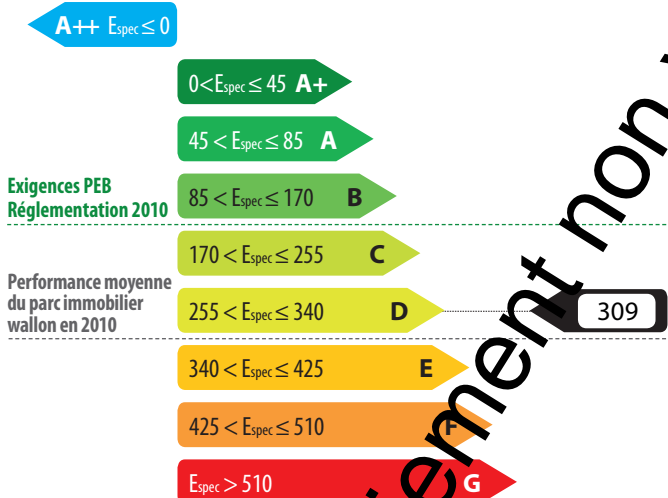 A++ Espec ≤ 0
0<Espec ≤ 45 A+
45 < Espec ≤ 85 A
Exigences PEB
Réglementation 2010
85 < Espec ≤ 170 B
170 < Espec ≤ 255 C
Performance moyenne
du parc immobilier
wallon en 2010
255 < Espec ≤ 340 D
309
340 < Espec ≤ 425 E
425 < Espec ≤ 510 F
Espec > 510 G
ement non